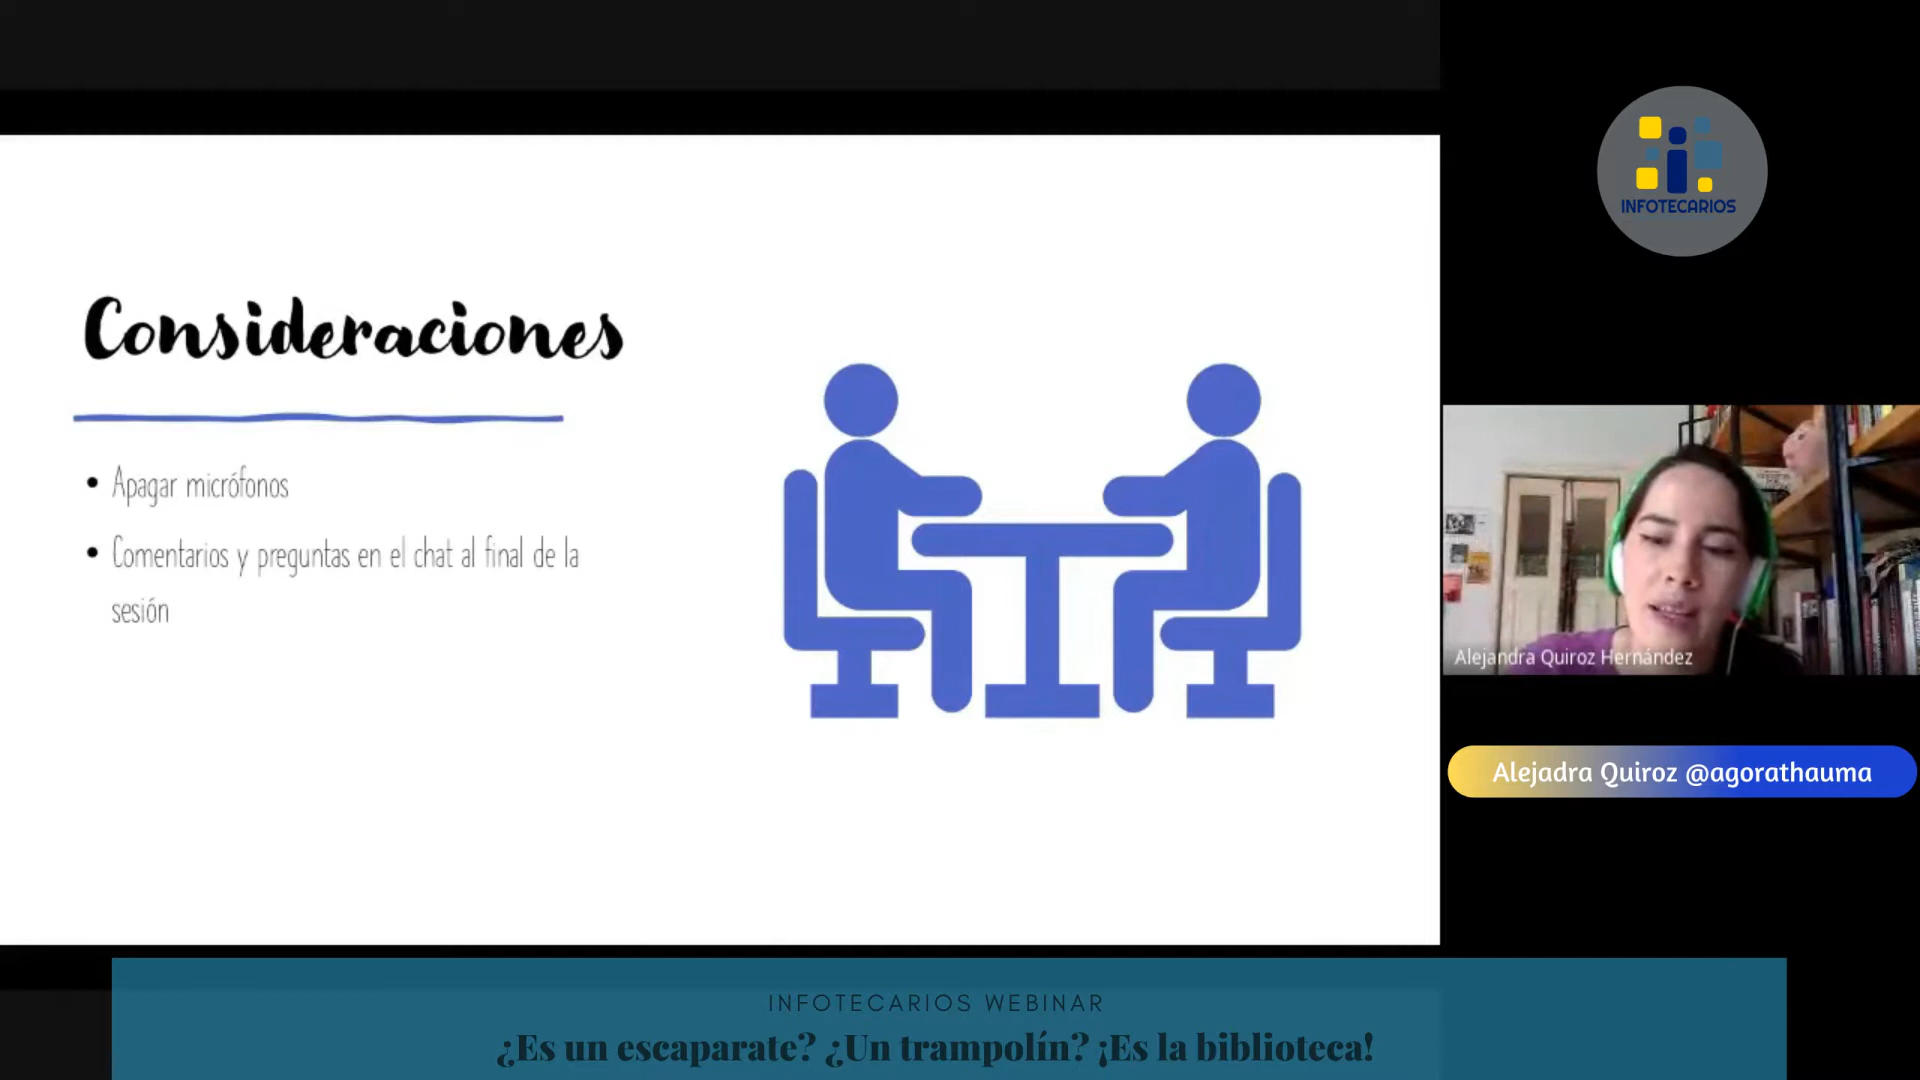 Consideraciones
• Apagar micrófonos
• Comentarios y preguntas en el chat al final de la
sesión
INFOTECARIOS
Alejandra Quiroz Hernández
Alejadra Quiroz @agorathauma
INFOTECARIOS WEBINAR
¿Es un escaparate? ¿Un trampolín? ¡Es la biblioteca!